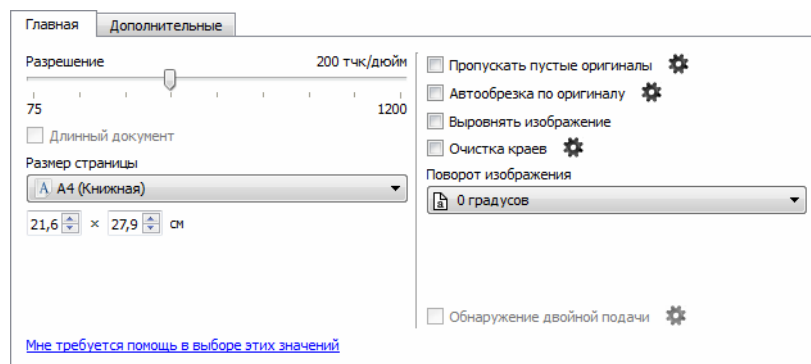 Главная Дополнительные
Разрешение 200 тчк/дюйм
75 1200
Длинный документ
Размер страницы
A4 (Книжная)
21,6 × 27,9 см
Мне требуется помощь в выборе этих значений
Пропускать пустые оригиналы
Автообрезка по оригиналу
Выровнять изображение
Очистка краев
Поворот изображения
0 градусов
Обнаружение двойной подачи